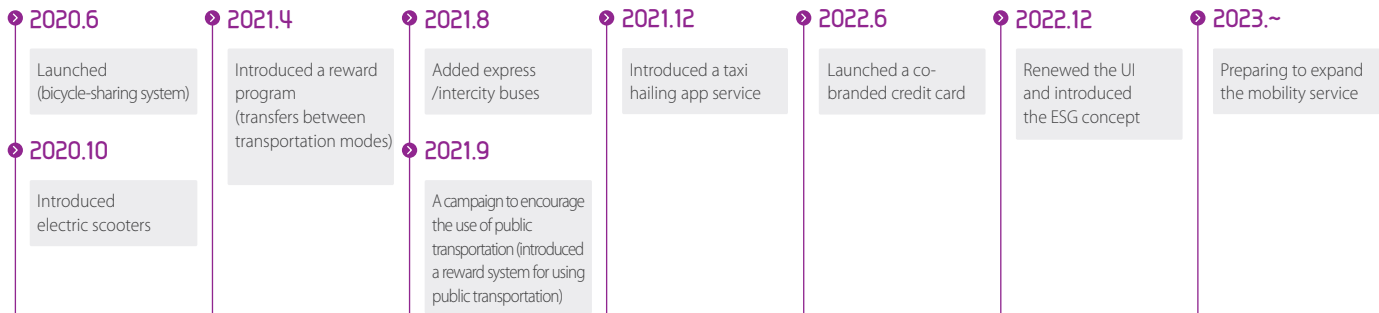 2020.6
Launched
(bicycle-sharing system)
2020.10
Introduced
electric scooters
2021.4
Introduced a reward
program
(transfers between
transportation modes)
2021.8
Added express
/intercity buses
2021.9
A campaign to encourage
the use of public
transportation (introduced
a reward system for using
public transportation)
2021.12
Introduced a taxi
hailing app service
2022.6
Launched a co-
branded credit card
2022.12
Renewed the UI
and introduced
the ESG concept
2023.~
Preparing to expand
the mobility service